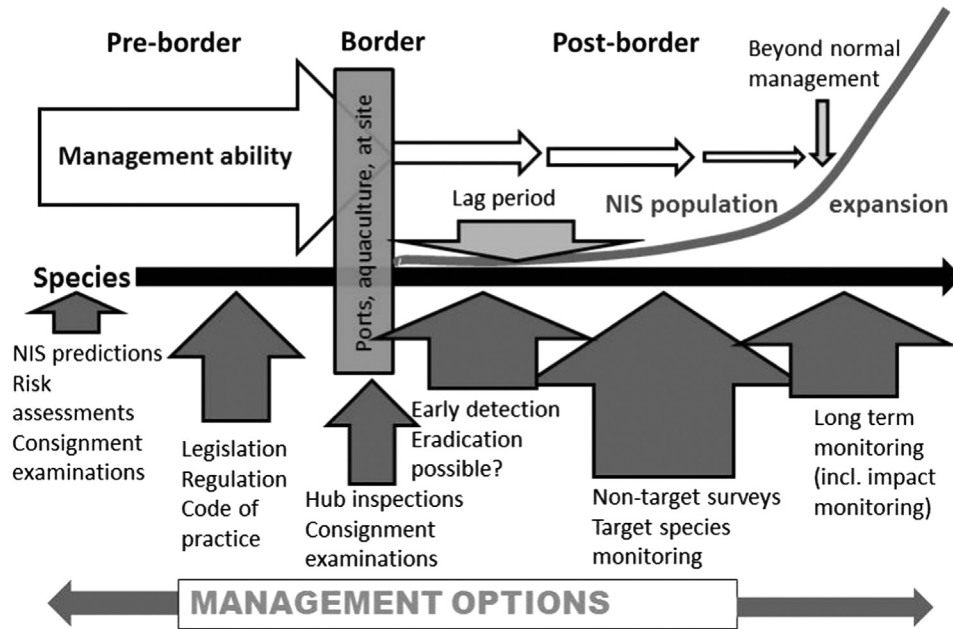 Pre-border
Border
Post-border
Beyond normal
management
Management ability
Ports, aquaculture, at site
Lag period
NIS population
expansion
Species
NIS predictions
Risk
assessments
Consignment
examinations
Legislation
Regulation
Code of
practice
Hub inspections
Consignment
examinations
Early detection
Eradication
possible?
Non-target surveys
Target species
monitoring
Long term
monitoring
(incl. impact
monitoring)
MANAGEMENT OPTIONS